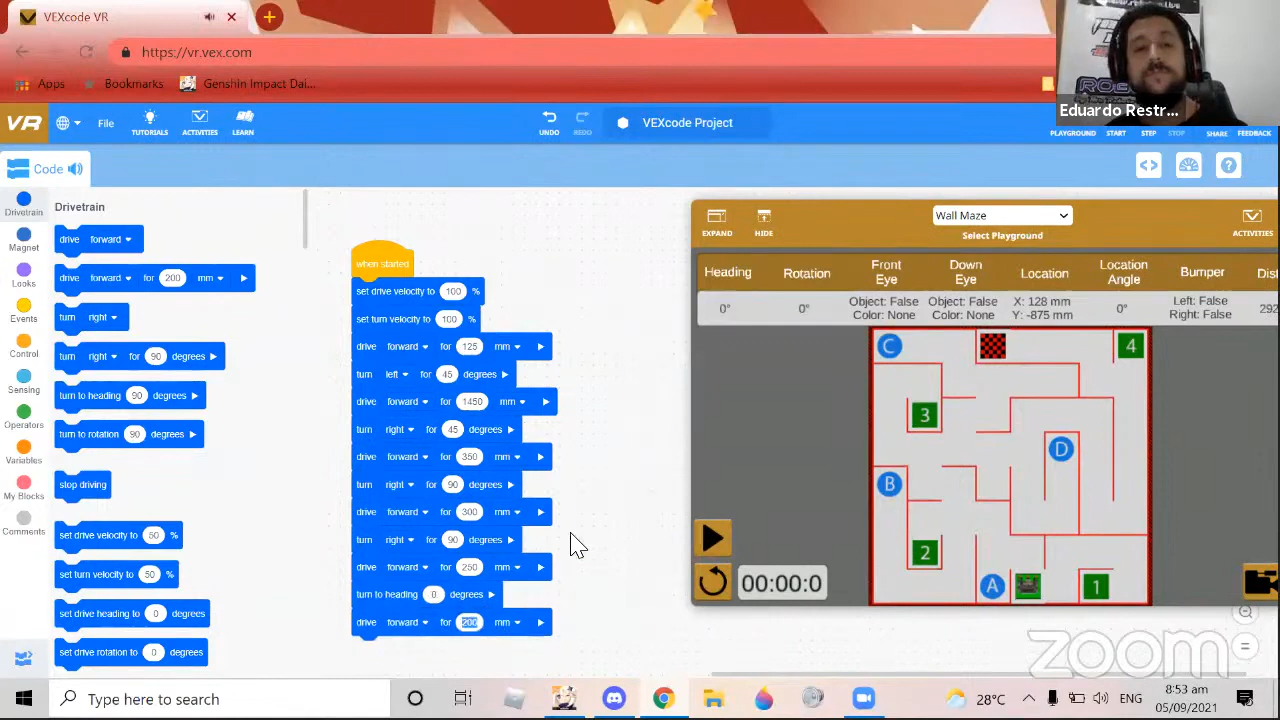 VEXcode VR
https://vr.vex.com
Apps
Bookmarks
Genshin Impact Dai...
Eduardo Restr...
VR
File
TUTORIALS
ACTIVITIES
LEARN
UNDO
REDO
VEXcode Project
PLAYGROUND
START
STEP
STOP
SHARE
FEEDBACK
Code
Drivetrain
Magnet
Looks
Events
Control
Sensing
Operators
Variables
My Blocks
Comments
Drivetrain
drive forward
drive forward for 200 mm
turn right
turn right for 90 degrees
turn to heading 90 degrees
turn to rotation 90 degrees
stop driving
set drive velocity to 50 %
set turn velocity to 50 %
set drive heading to 0 degrees
set drive rotation to 0 degrees
when started
set drive velocity to 100 %
set turn velocity to 100 %
drive forward for 125 mm
turn left for 45 degrees
drive forward for 1450 mm
turn right for 45 degrees
drive forward for 350 mm
turn right for 90 degrees
drive forward for 300 mm
turn right for 90 degrees
drive forward for 250 mm
turn to heading 0 degrees
drive forward for 200 mm
EXPAND
HIDE
Wall Maze
Select Playground
ACTIVITIES
Heading
0°
Rotation
0°
Front Eye
Object: False
Color: None
Down Eye
Object: False
Color: None
Location
X: 128 mm
Y: -875 mm
Location Angle
0°
Bumper
Left: False
Right: False
292
C
4
3
D
B
2
A
1
00:00:0
zoom
Type here to search
28°C
ENG
8:53 am
05/09/2021